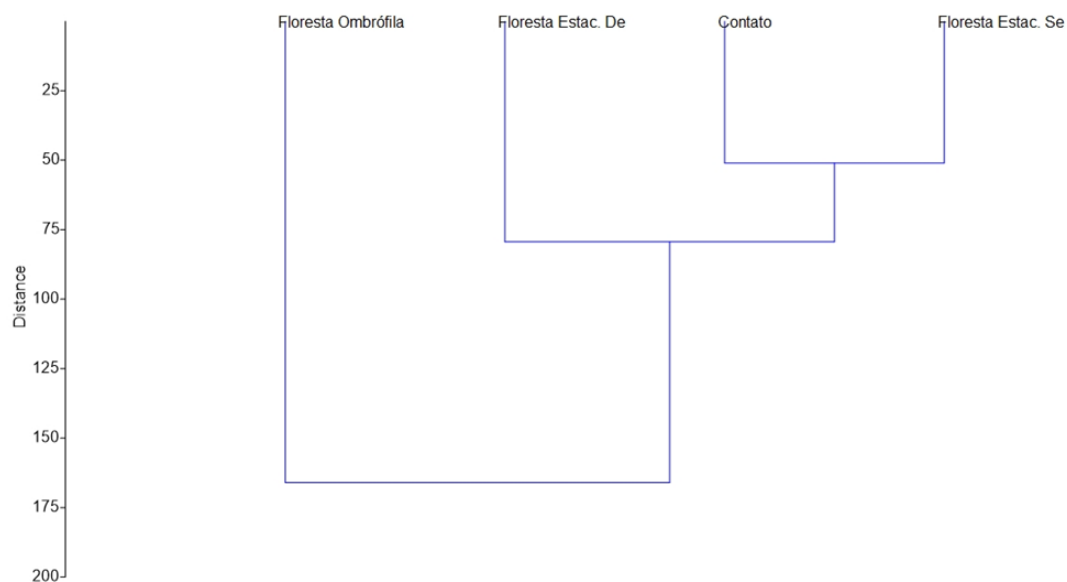 Floresta Ombrófila
Floresta Estac. De
Contato
Floresta Estac. Se
25
50
75
100
125
150
175
200
Distance